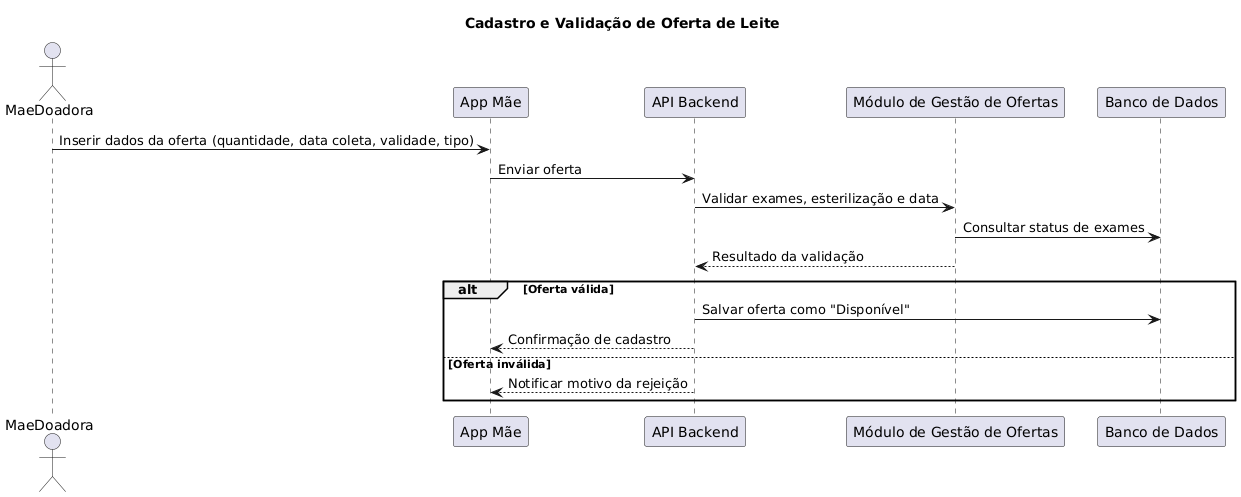 Cadastro e Validação de Oferta de Leite
MaeDoadora
App Mãe
API Backend
Módulo de Gestão de Ofertas
Banco de Dados
Inserir dados da oferta (quantidade, data coleta, validade, tipo)
Enviar oferta
Validar exames, esterilização e data
Consultar status de exames
Resultado da validação
alt
[Oferta válida]
Salvar oferta como "Disponível"
Confirmação de cadastro
[Oferta inválida]
Notificar motivo da rejeição
MaeDoadora
App Mãe
API Backend
Módulo de Gestão de Ofertas
Banco de Dados